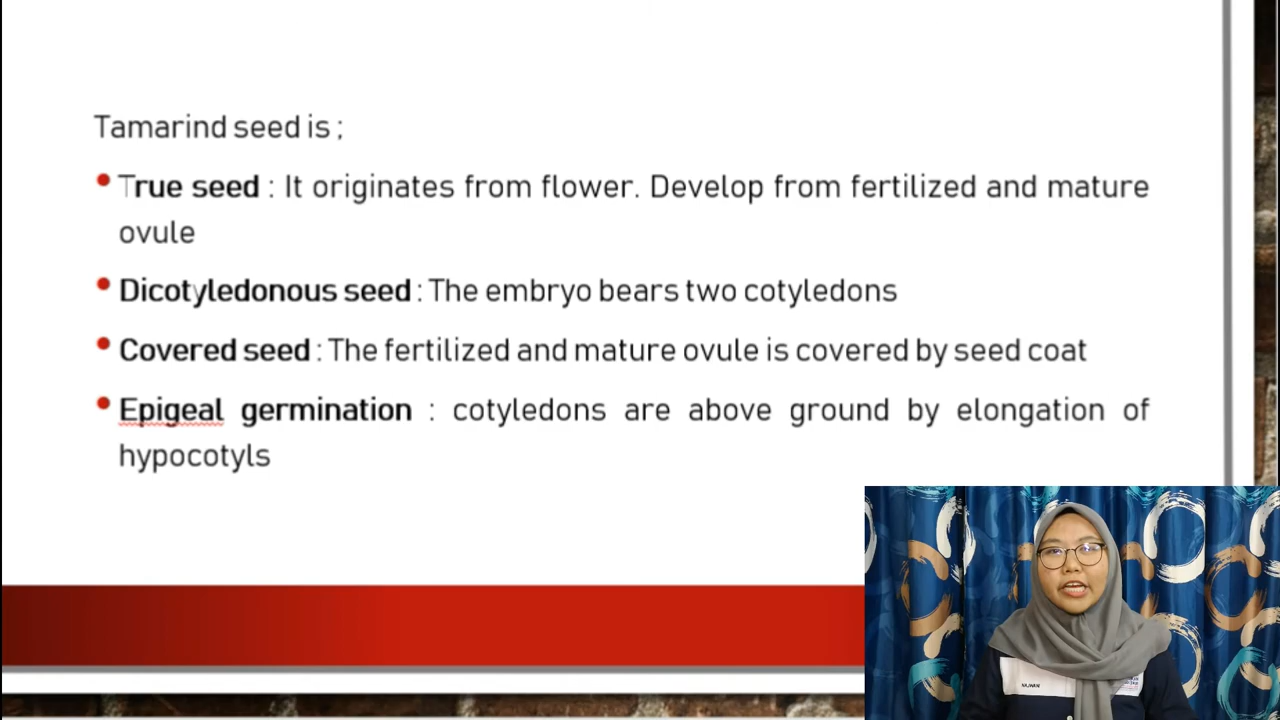 Tamarind seed is ;
• True seed : It originates from flower. Develop from fertilized and mature
ovule
• Dicotyledonous seed : The embryo bears two cotyledons
• Covered seed : The fertilized and mature ovule is covered by seed coat
• Epigeal germination : cotyledons are above ground by elongation of
hypocotyls